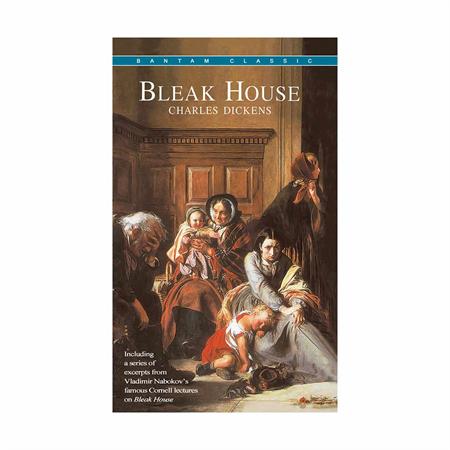 BANTAM CLASSIC
BLEAK HOUSE
CHARLES DICKENS
Including
a series of
excerpts from
Vladimir Nabokov's
famous Cornell lectures
on Bleak House